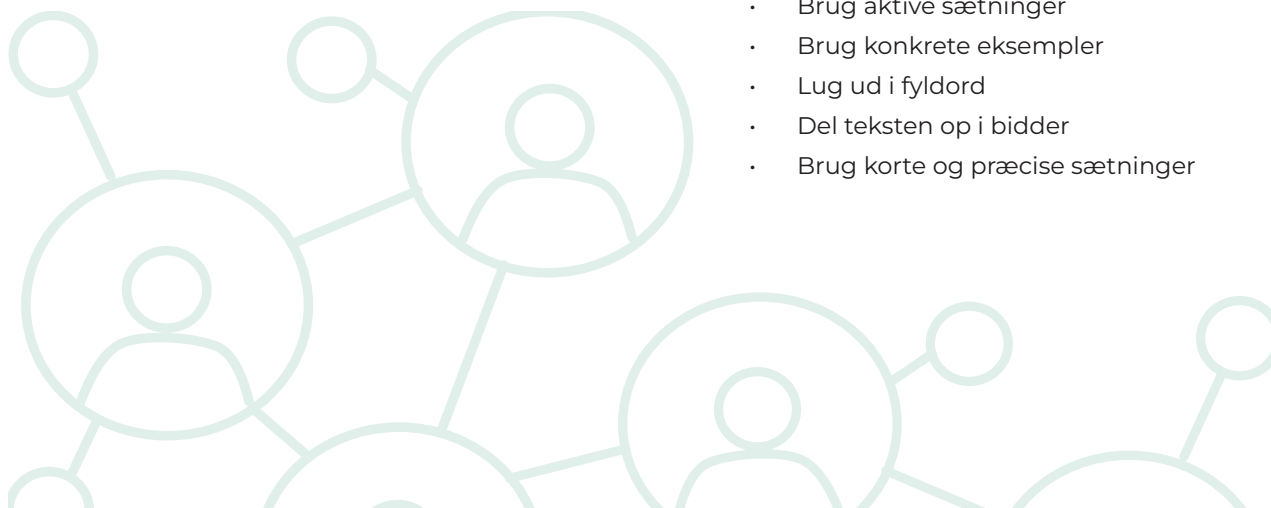 · Brug aktive sætninger
· Brug konkrete eksempler
· Lug ud i fyldord
· Del teksten op i bidder
· Brug korte og præcise sætninger